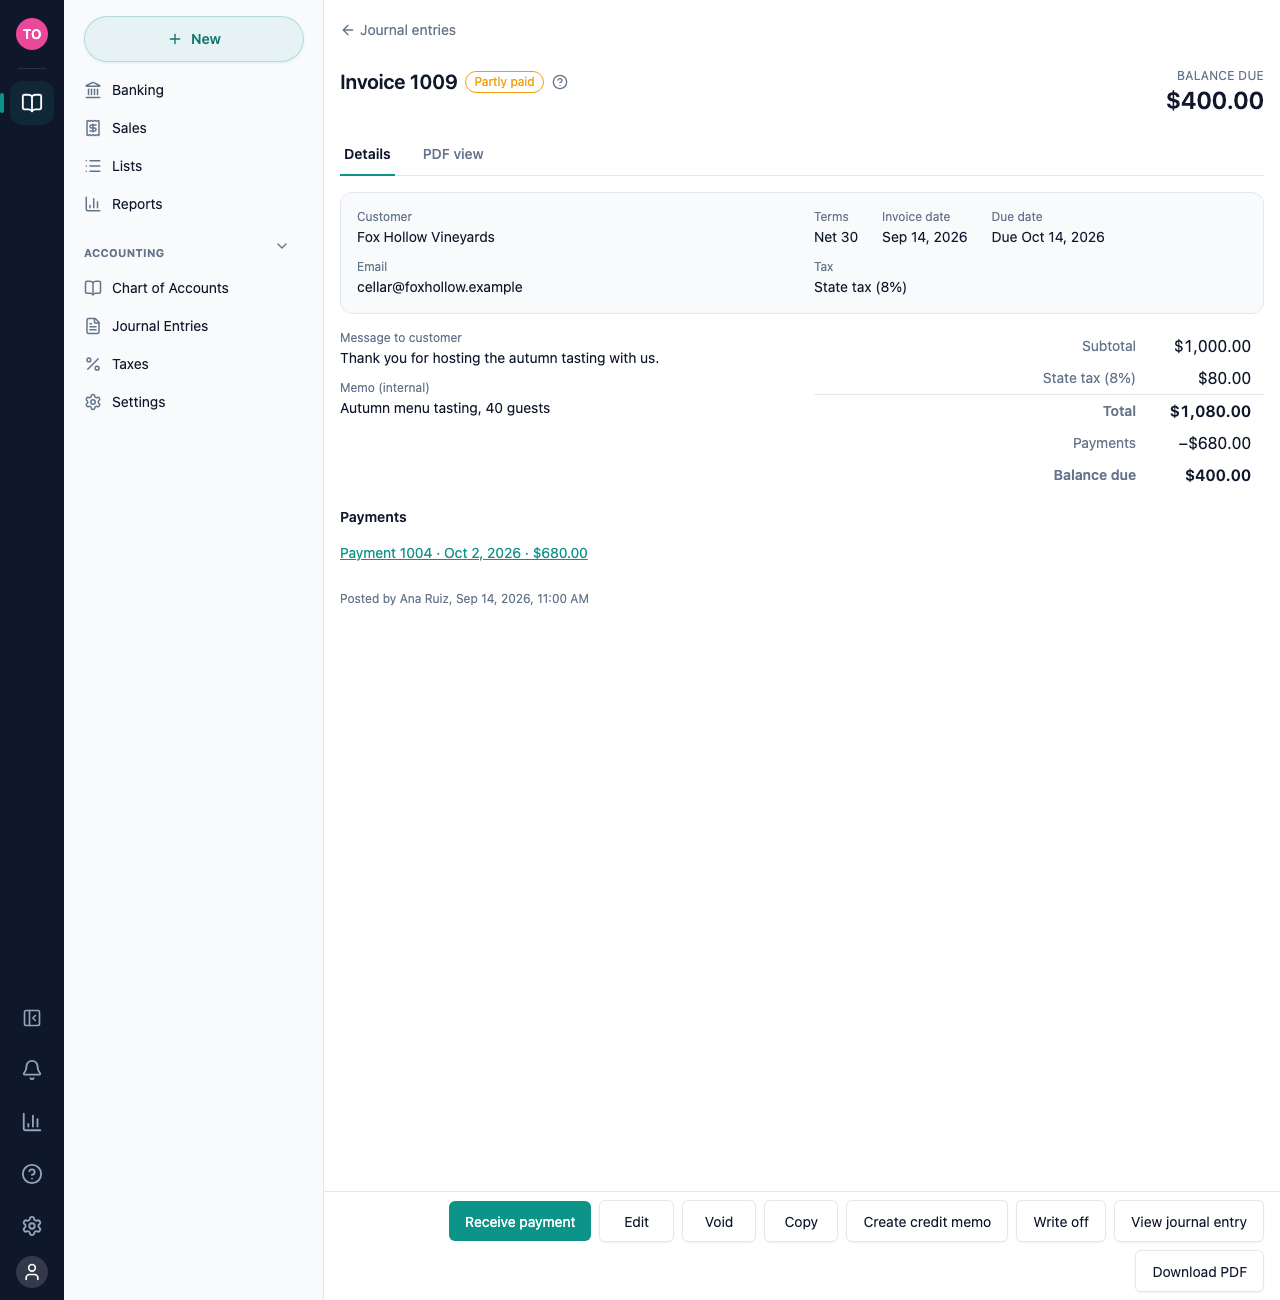 TO
New
Banking
Sales
Lists
Reports
ACCOUNTING
Chart of Accounts
Journal Entries
Taxes
Settings
Journal entries
Invoice 1009
Partly paid
BALANCE DUE
$400.00
Details
PDF view
Customer
Fox Hollow Vineyards
Terms
Net 30
Invoice date
Sep 14, 2026
Due date
Due Oct 14, 2026
Email
cellar@foxhollow.example
Tax
State tax (8%)
Message to customer
Thank you for hosting the autumn tasting with us.
Memo (internal)
Autumn menu tasting, 40 guests
Subtotal $1,000.00
State tax (8%) $80.00
Total $1,080.00
Payments –$680.00
Balance due $400.00
Payments
Payment 1004 · Oct 2, 2026 · $680.00
Posted by Ana Ruiz, Sep 14, 2026, 11:00 AM
Receive payment
Edit
Void
Copy
Create credit memo
Write off
View journal entry
Download PDF